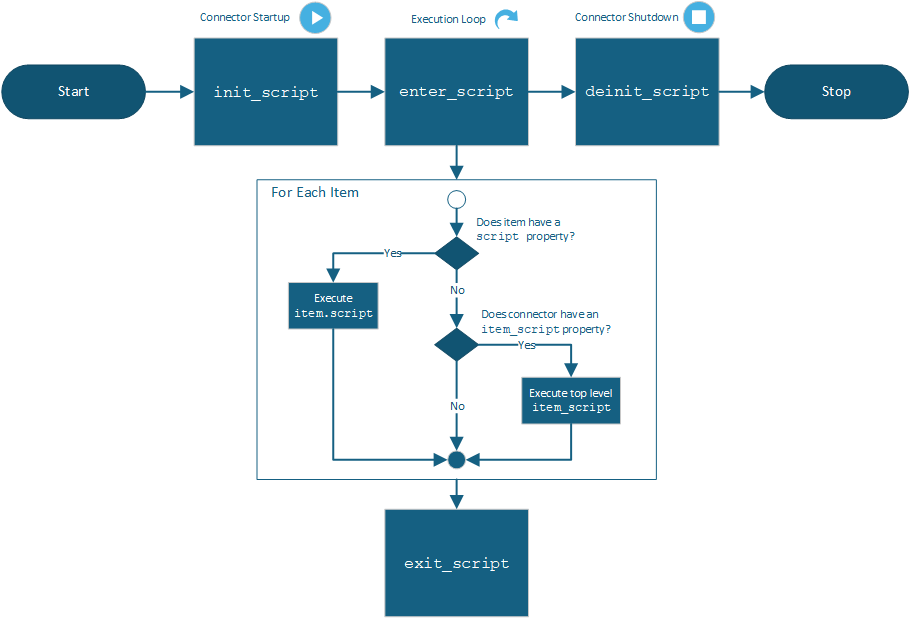 Connector Startup
Execution Loop
Connector Shutdown
Start
init_script
enter_script
deinit_script
Stop
For Each Item
Does item have a
script property?
Yes
No
Execute
item.script
Does connector have an
item_script property?
Yes
Execute top level
item_script
No
exit_script